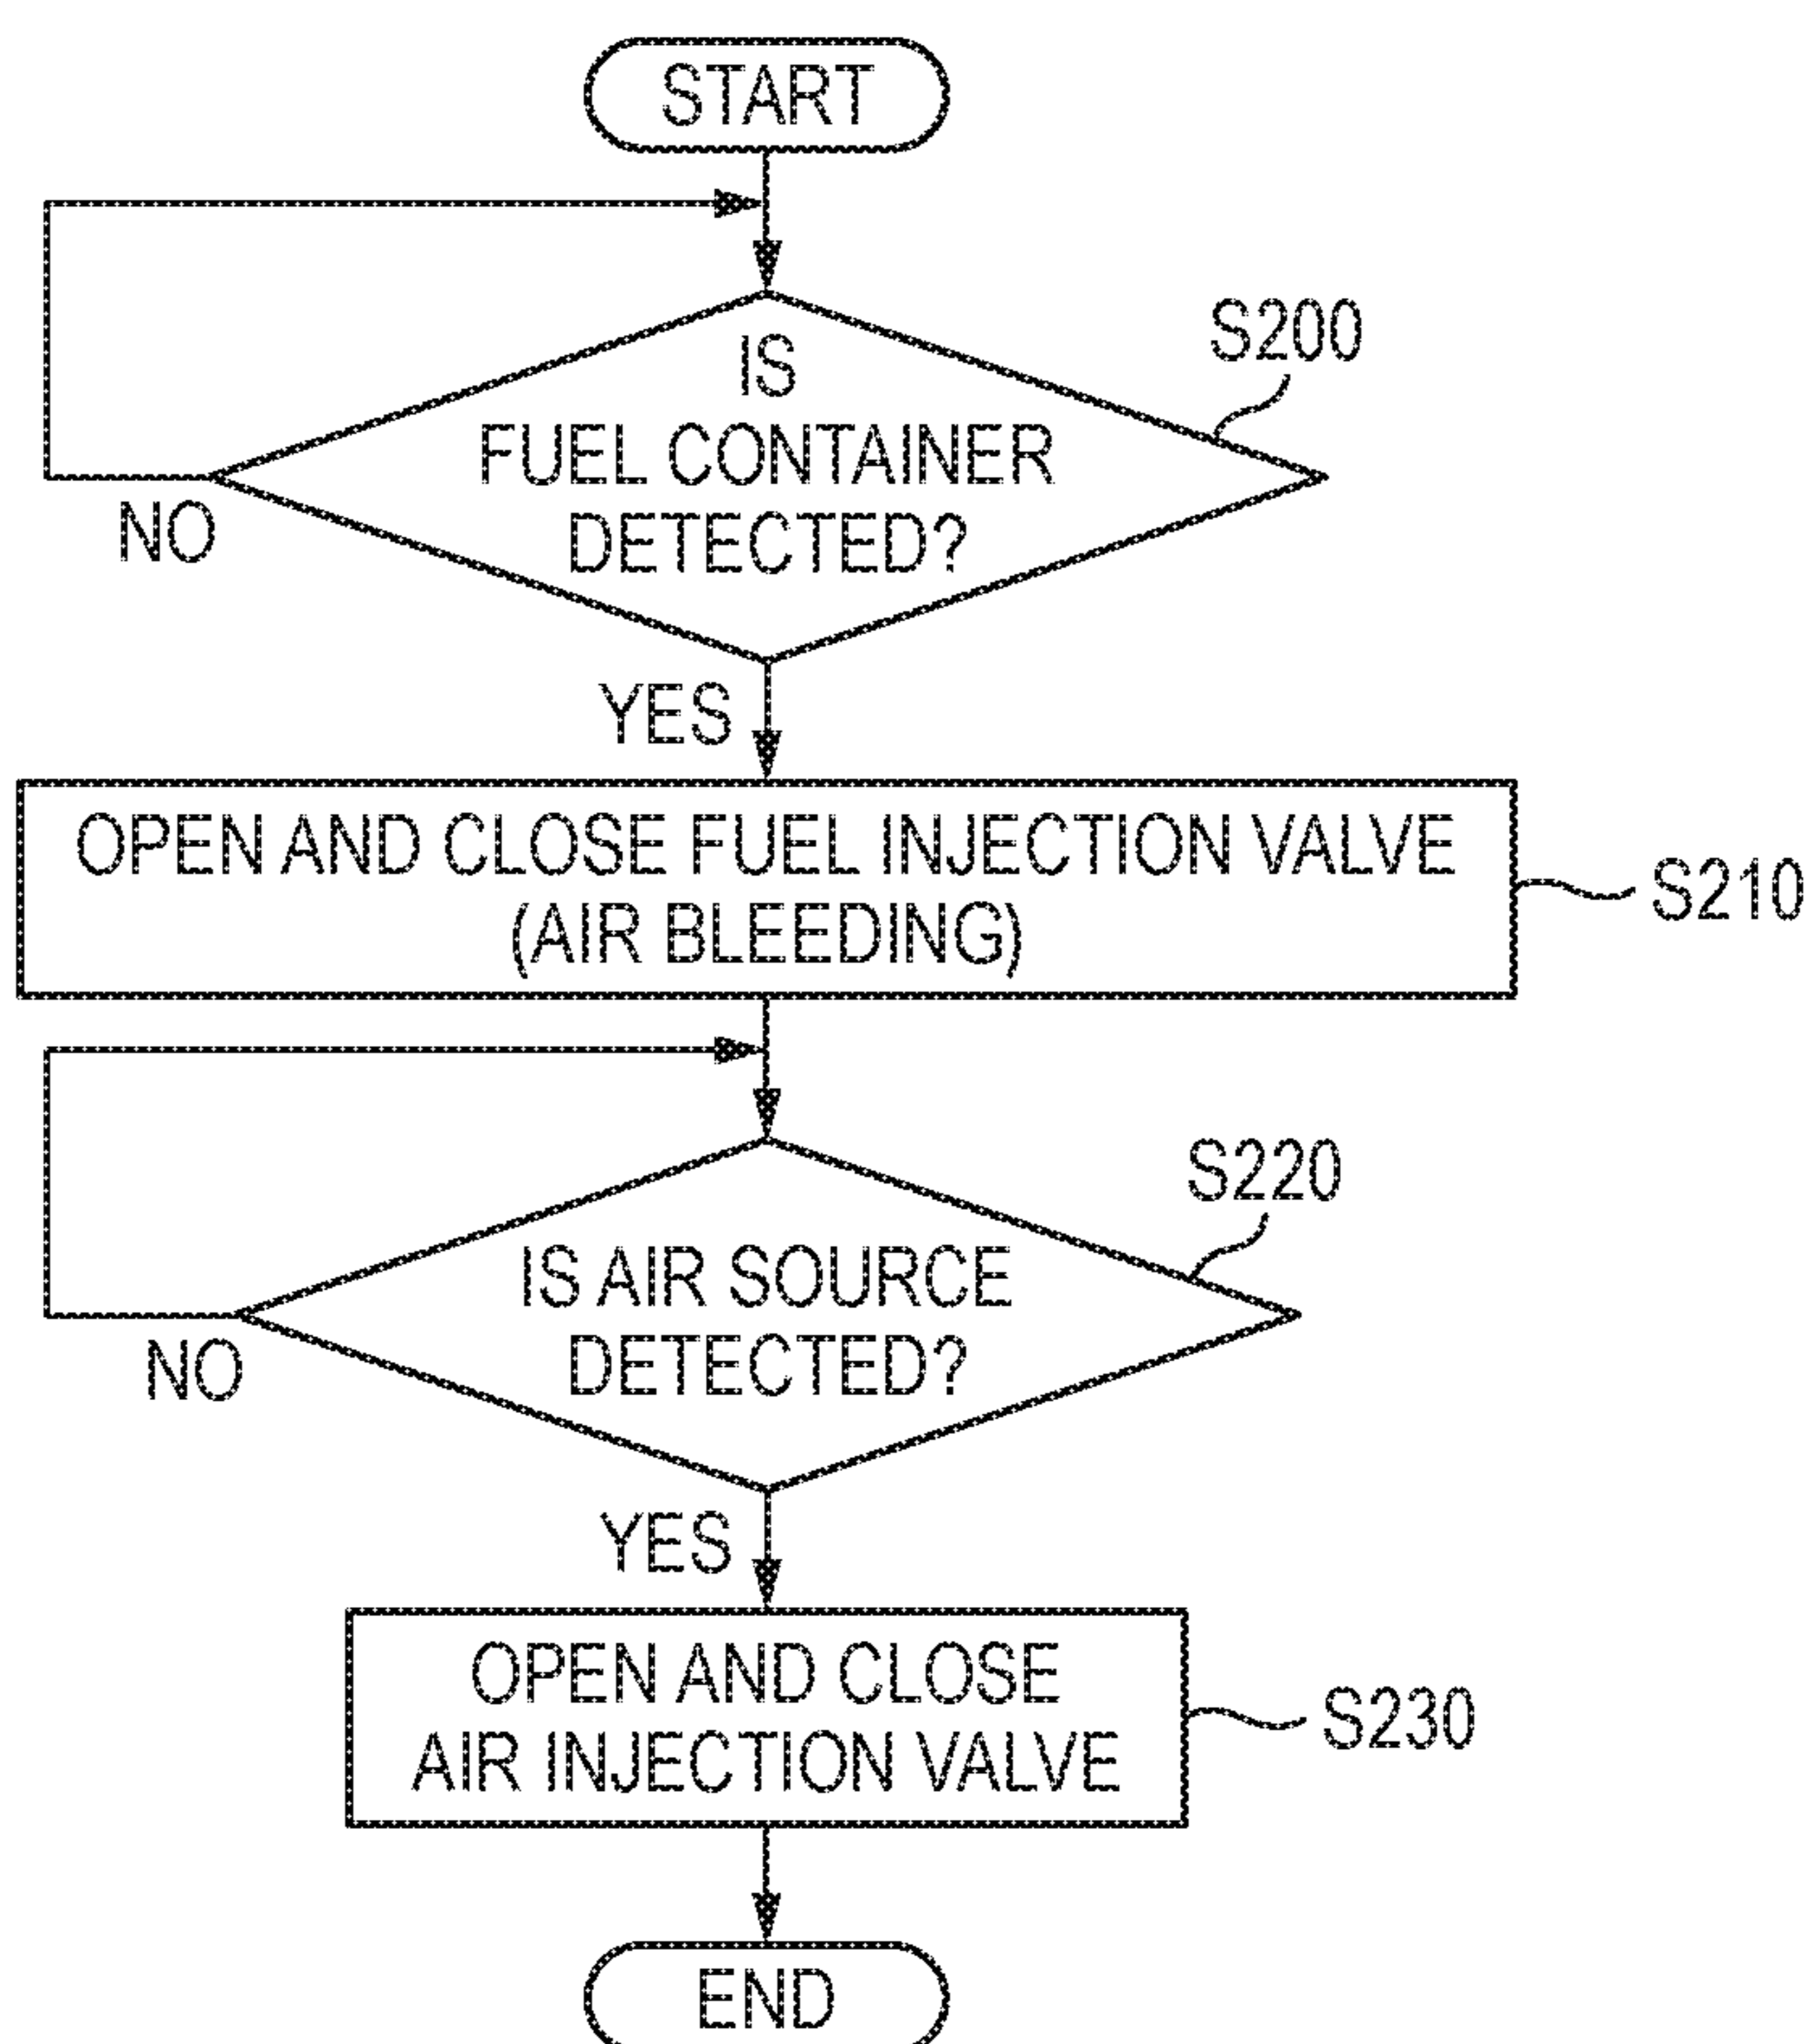 START
IS
FUEL CONTAINER
DETECTED?
S200
NO
YES
OPEN AND CLOSE FUEL INJECTION VALVE
(AIR BLEEDING)
S210
IS AIR SOURCE
DETECTED?
S220
NO
YES
OPEN AND CLOSE
AIR INJECTION VALVE
S230
END